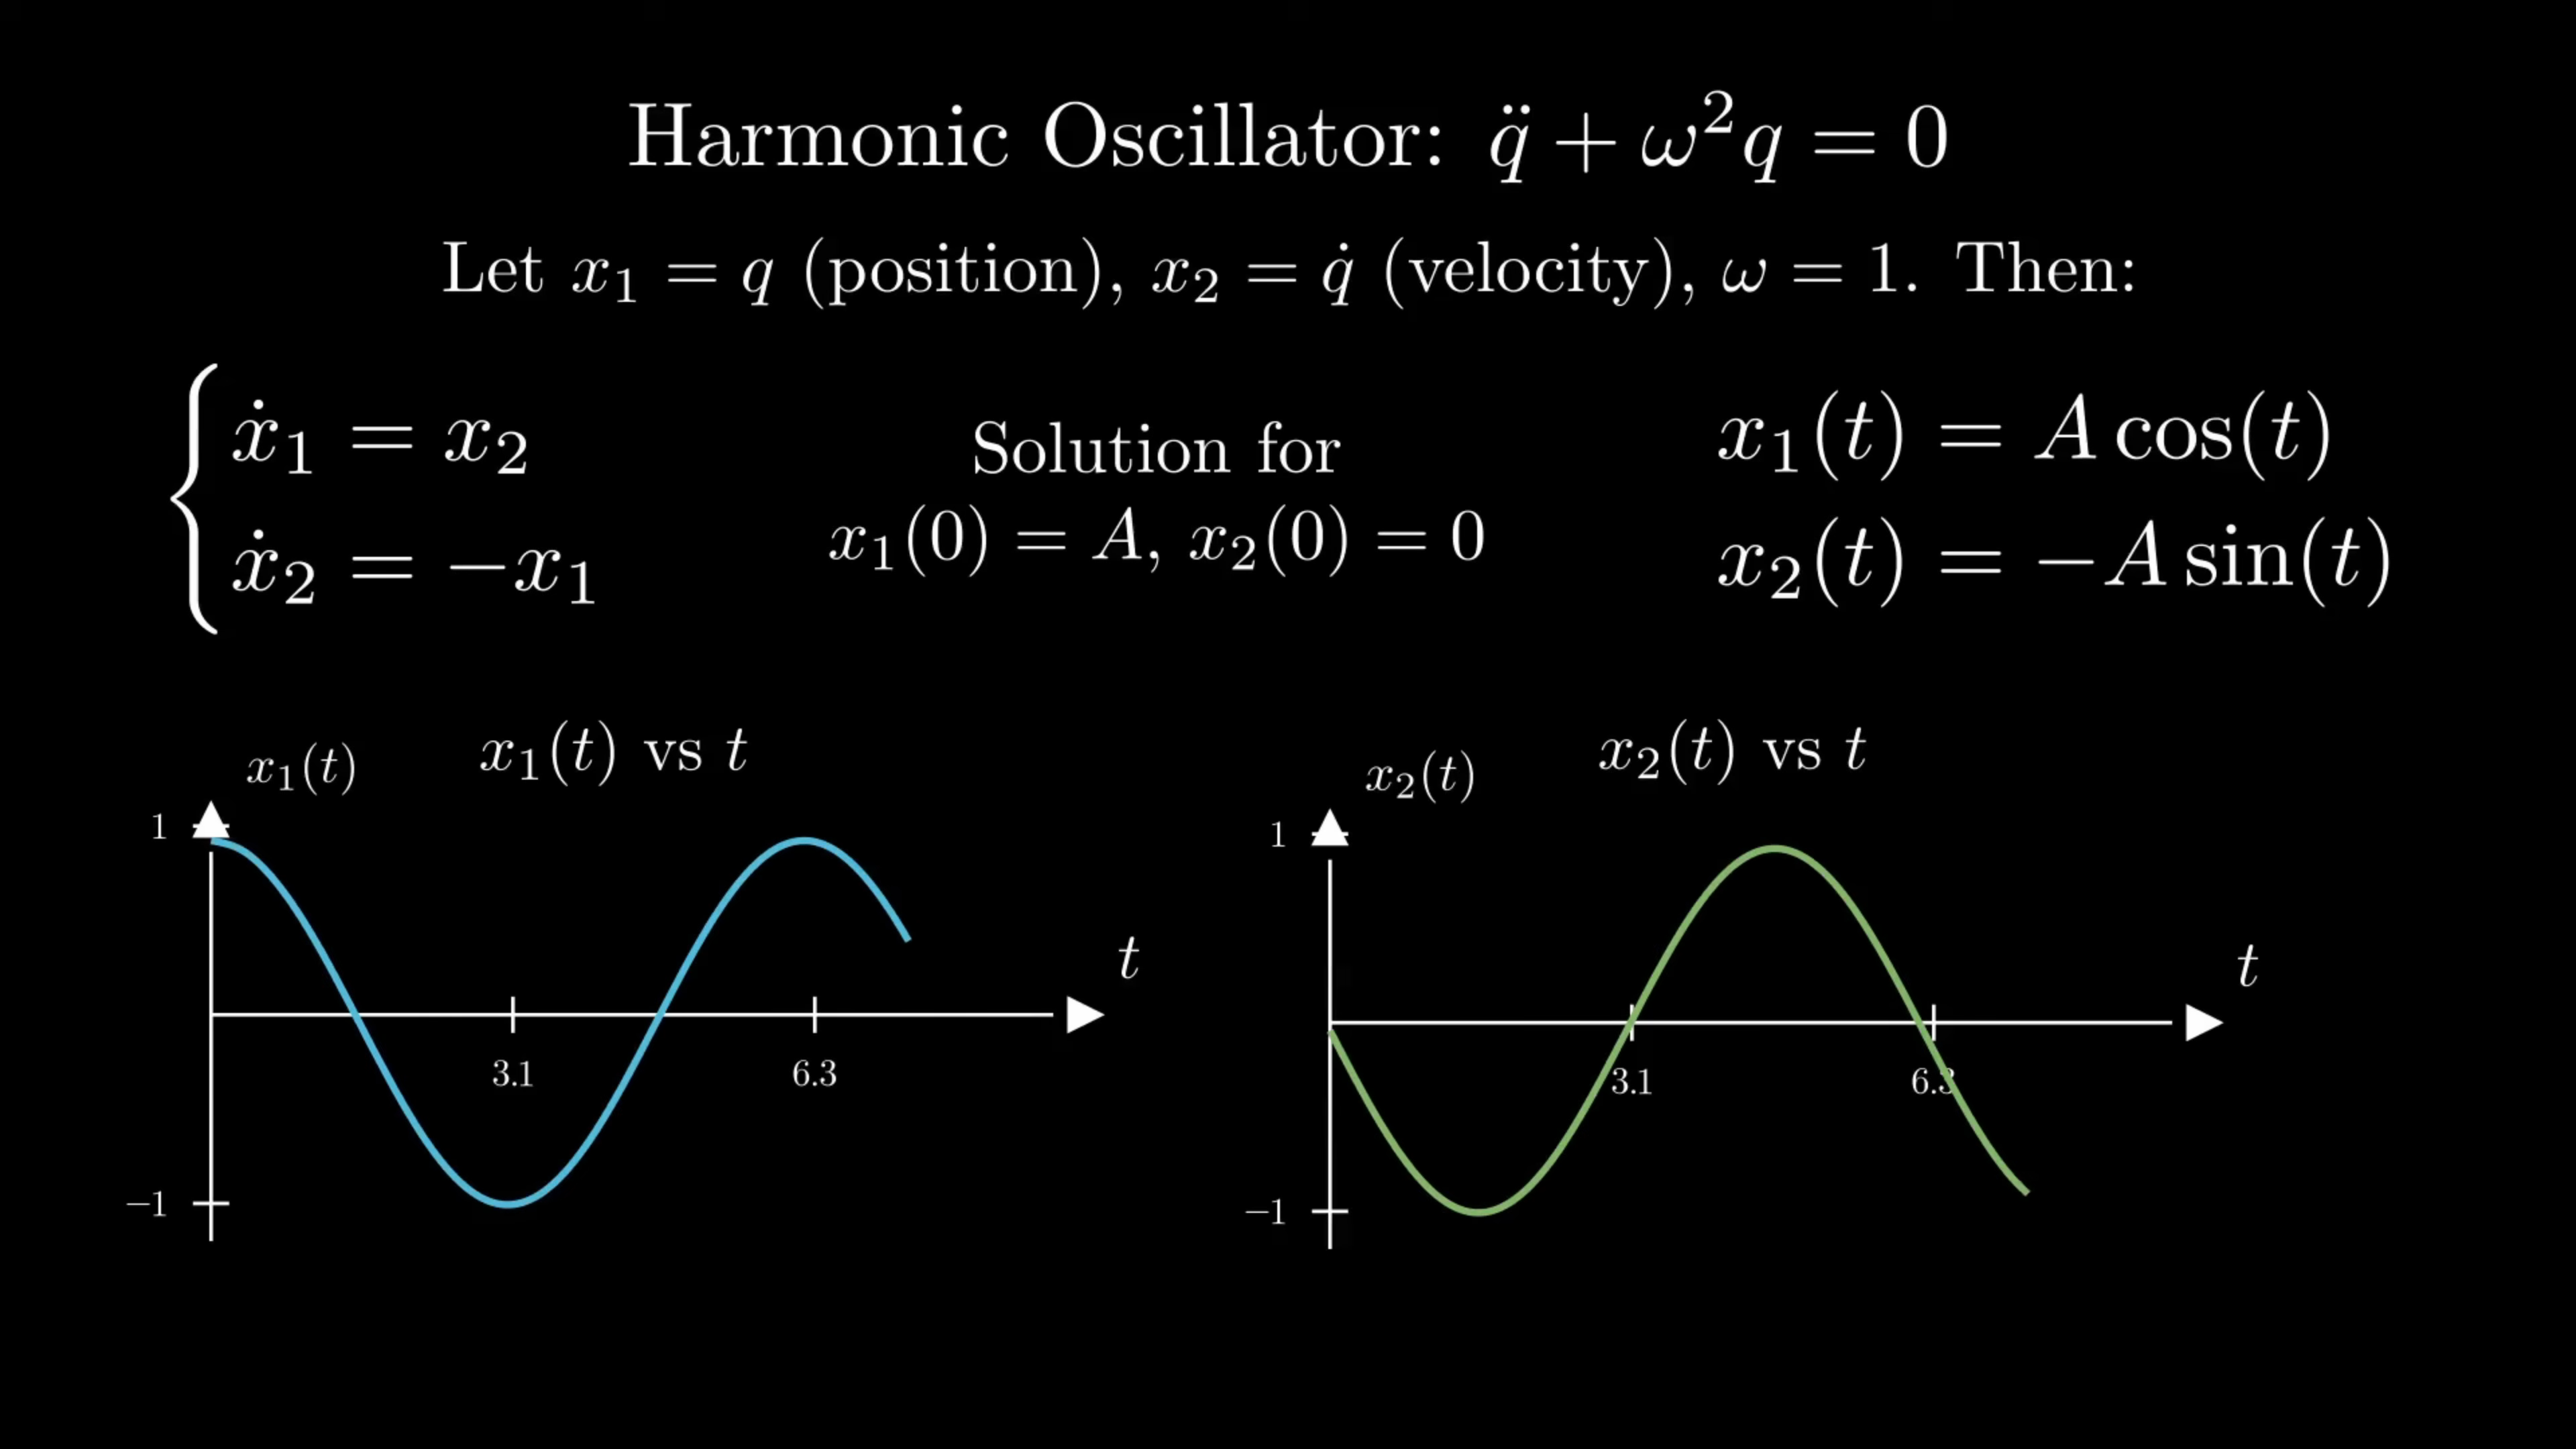 Harmonic Oscillator: q̈ + ω²q = 0
Let x₁ = q (position), x₂ = q̇ (velocity), ω = 1. Then:
ẋ₁ = x₂
ẋ₂ = −x₁
Solution for
x₁(0) = A, x₂(0) = 0
x₁(t) = A cos(t)
x₂(t) = −A sin(t)
x₁(t) vs t
x₁(t)
1
t
3.1
6.3
−1
x₂(t) vs t
x₂(t)
1
t
3.1
6.3
−1